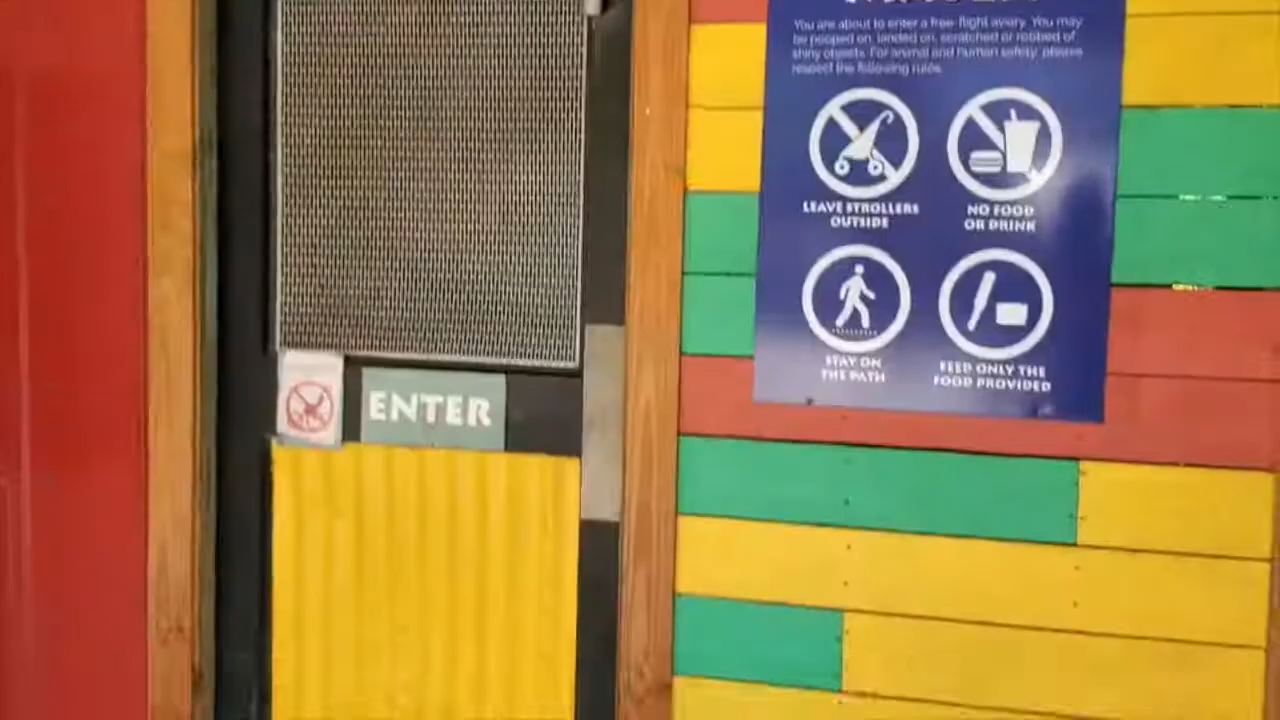 You are about to enter a free-flight aviary. You may
be pooped on, landed on, scratched or robbed of
shiny objects. For animal and human safety, please
respect the following rules.
LEAVE STROLLERS
OUTSIDE
NO FOOD
OR DRINK
STAY ON
THE PATH
FEED ONLY THE
FOOD PROVIDED
ENTER